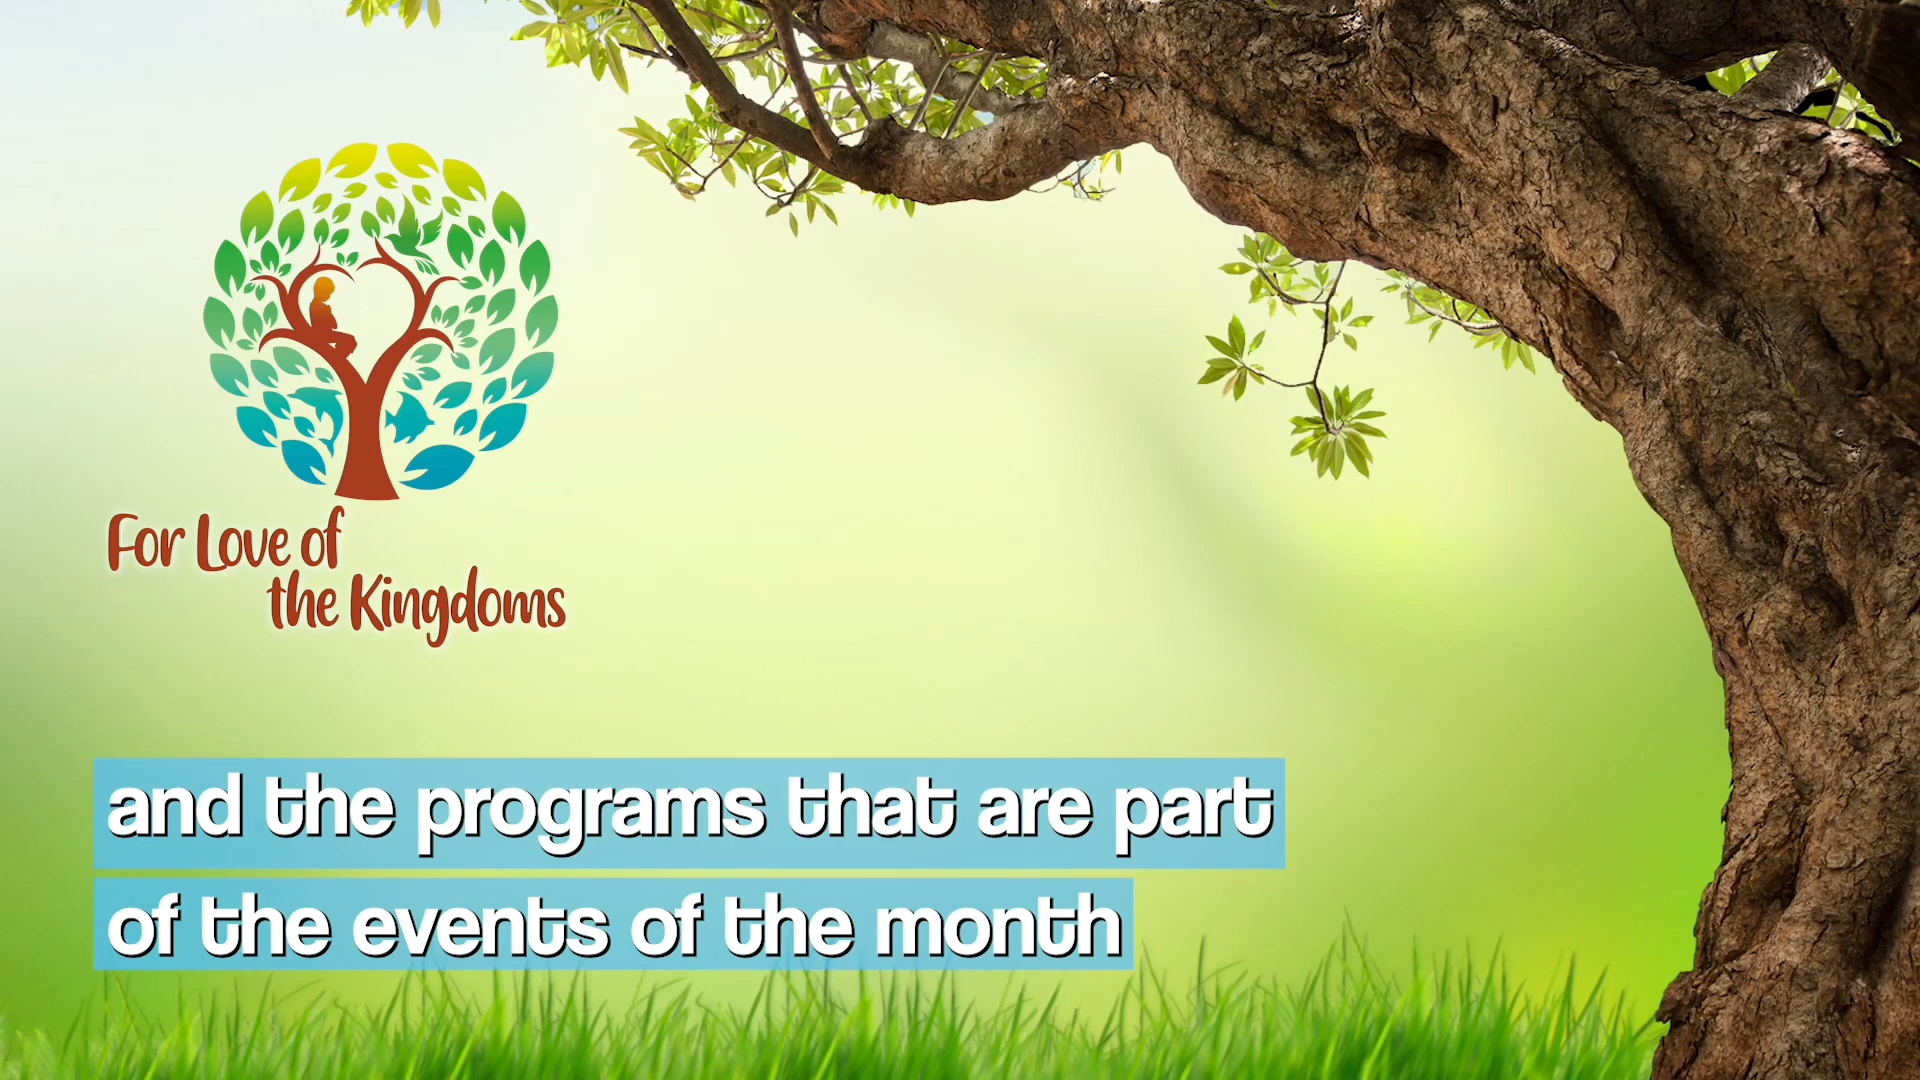 For Love of
the Kingdoms
and the programs that are part
of the events of the month